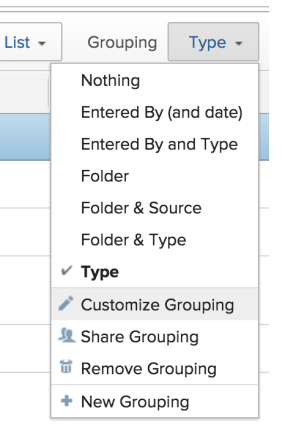 List Grouping Type
Nothing
Entered By (and date)
Entered By and Type
Folder
Folder & Source
Folder & Type
Type
Customize Grouping
Share Grouping
Remove Grouping
New Grouping